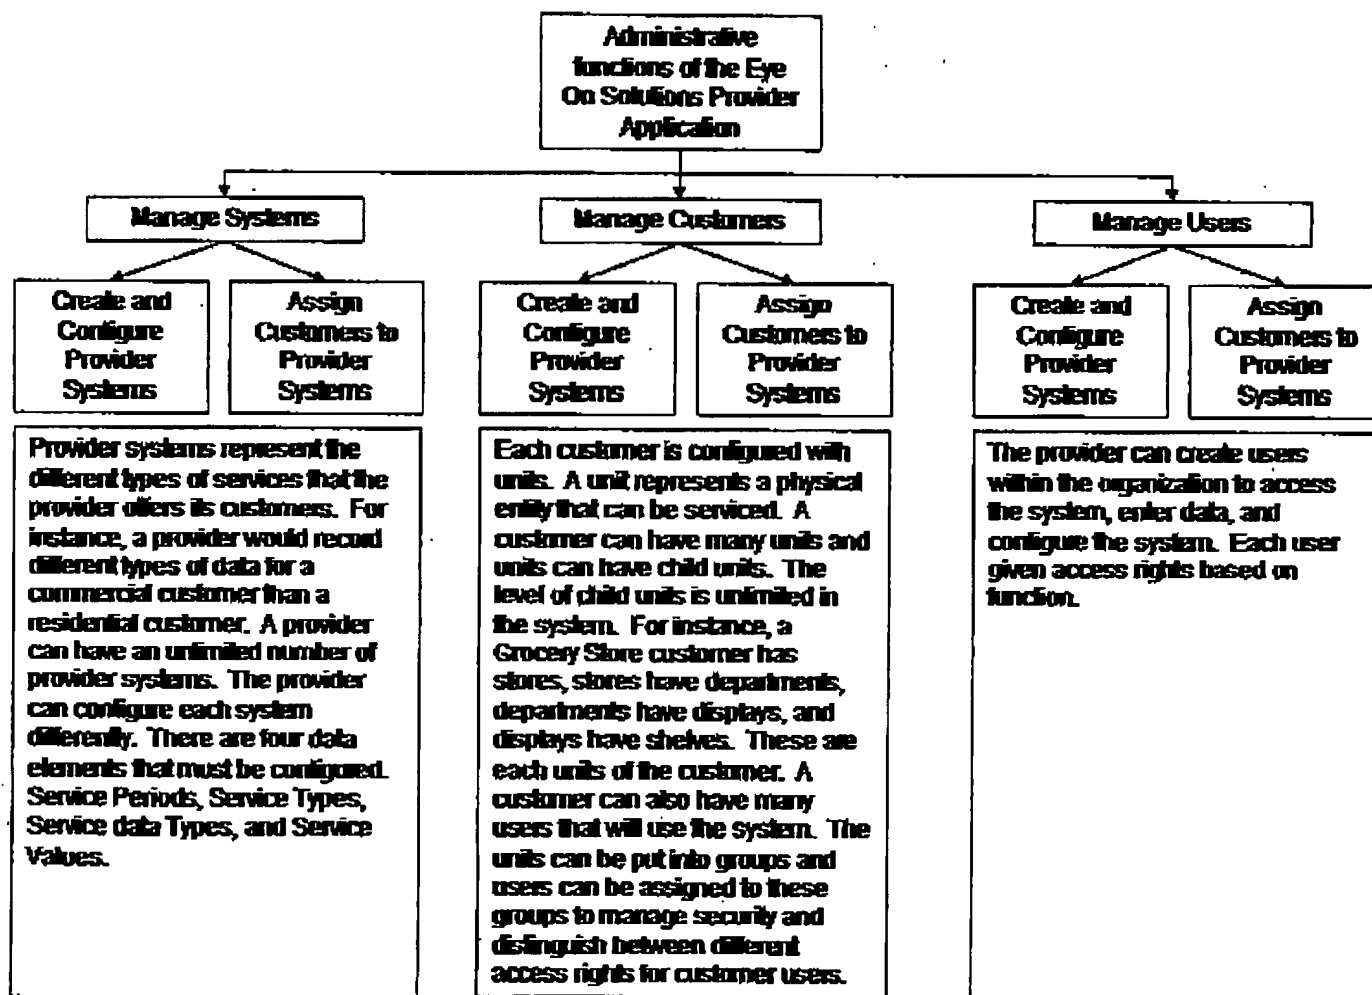 Administrative
functions of the Eye
On Solutions Provider
Application
Manage Systems
Manage Customers
Manage Users
Create and
Configure
Provider
Systems
Assign
Customers to
Provider
Systems
Create and
Configure
Provider
Systems
Assign
Customers to
Provider
Systems
Create and
Configure
Provider
Systems
Assign
Customers to
Provider
Systems
Provider systems represent the
different types of services that the
provider offers its customers. For
instance, a provider would record
different types of data for a
commercial customer than a
residential customer. A provider
can have an unlimited number of
provider systems. The provider
can configure each system
differently. There are four data
elements that must be configured.
Service Periods, Service Types,
Service data Types, and Service
Values.
Each customer is configured with
units. A unit represents a physical
entity that can be serviced. A
customer can have many units and
units can have child units. The
level of child units is unlimited in
the system. For instance, a
Grocery Store customer has
stores, stores have departments,
departments have displays, and
displays have shelves. These are
each units of the customer. A
customer can also have many
users that will use the system. The
units can be put into groups and
users can be assigned to these
groups to manage security and
distinguish between different
access rights for customer users.
The provider can create users
within the organization to access
the system, enter data, and
configure the system. Each user
given access rights based on
function.